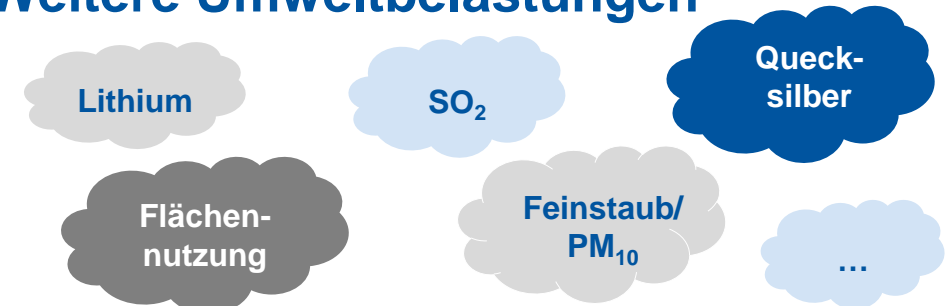 Weitere Umweltbelastungen
Lithium
SO₂
Queck-
silber
Flächen-
nutzung
Feinstaub/
PM₁₀
…